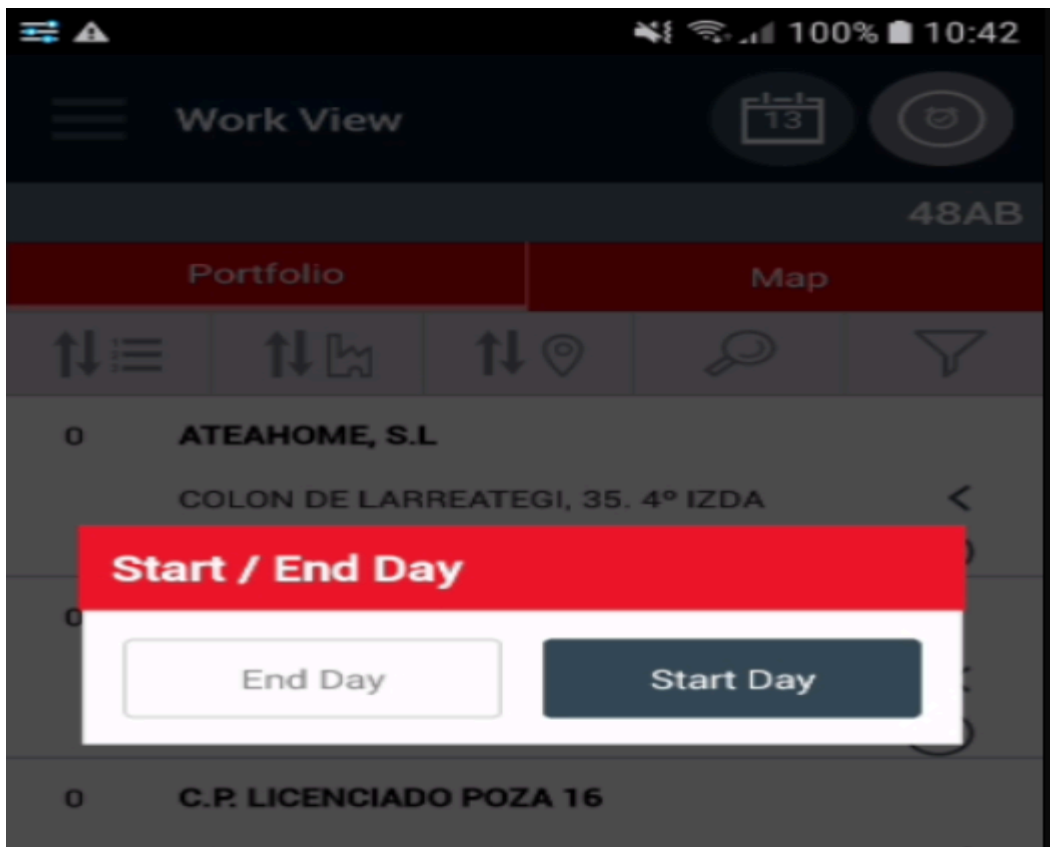 100% 10:42
Work View
13
48AB
Portfolio Map
0 ATEAHOME, S.L
COLON DE LARREATEGI, 35. 4º IZDA
Start / End Day
0
End Day Start Day
0 C.P. LICENCIADO POZA 16